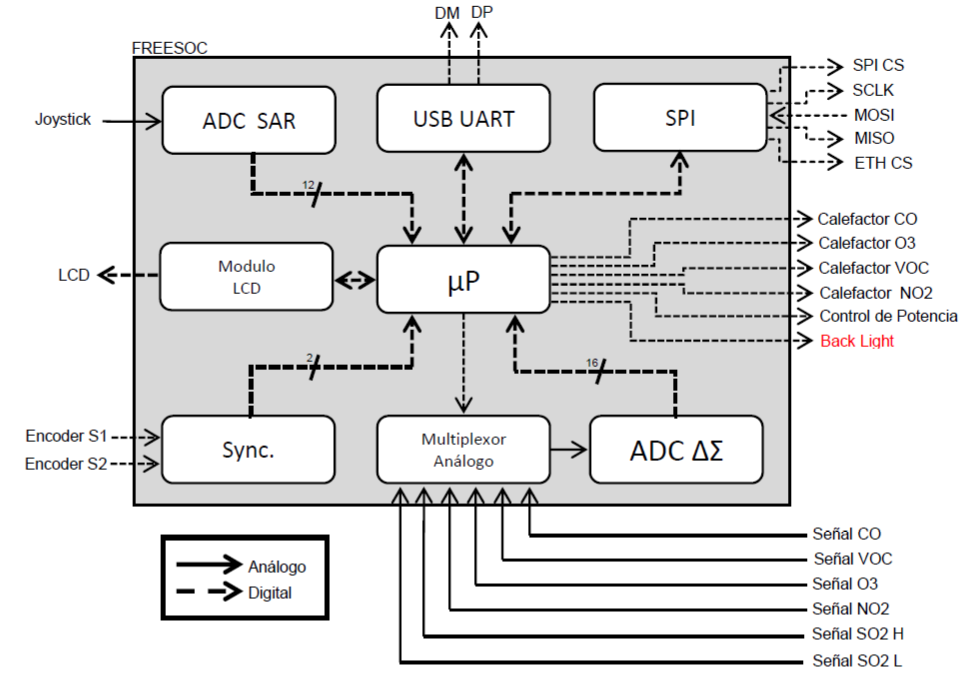 DM DP
FREESOC
Joystick
ADC SAR
USB UART
SPI
SPI CS
SCLK
MOSI
MISO
ETH CS
12
LCD
Modulo
LCD
µP
Calefactor CO
Calefactor O3
Calefactor VOC
Calefactor NO2
Control de Potencia
Back Light
2
16
Encoder S1
Encoder S2
Sync.
Multiplexor
Análogo
ADC ΔΣ
Análogo
Digital
Señal CO
Señal VOC
Señal O3
Señal NO2
Señal SO2 H
Señal SO2 L